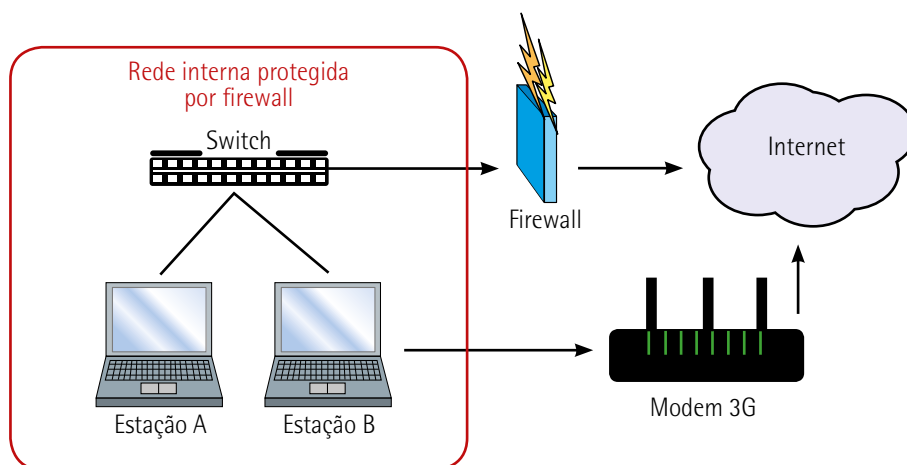 Rede interna protegida
por firewall
Switch
Internet
Firewall
Estação A
Estação B
Modem 3G